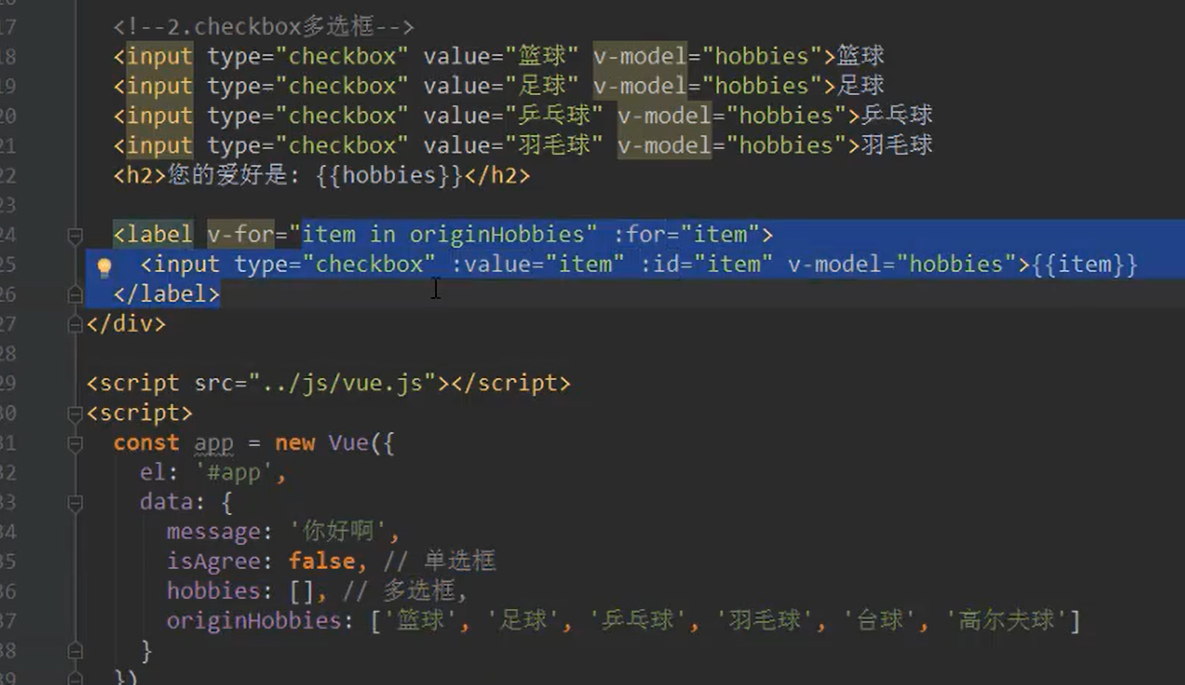 17 <!--2.checkbox多选框-->
18 <input type="checkbox" value="篮球" v-model="hobbies">篮球
19 <input type="checkbox" value="足球" v-model="hobbies">足球
20 <input type="checkbox" value="乒乓球" v-model="hobbies">乒乓球
21 <input type="checkbox" value="羽毛球" v-model="hobbies">羽毛球
22 <h2>您的爱好是: {{hobbies}}</h2>
23
24 <label v-for="item in originHobbies" :for="item">
25 <input type="checkbox" :value="item" :id="item" v-model="hobbies">{{item}}
26 </label>
27 </div>
28
29 <script src="../js/vue.js"></script>
30 <script>
31 const app = new Vue({
32 el: '#app',
33 data: {
34 message: '你好啊',
35 isAgree: false, // 单选框
36 hobbies: [], // 多选框,
37 originHobbies: ['篮球', '足球', '乒乓球', '羽毛球', '台球', '高尔夫球']
38 }
39 })